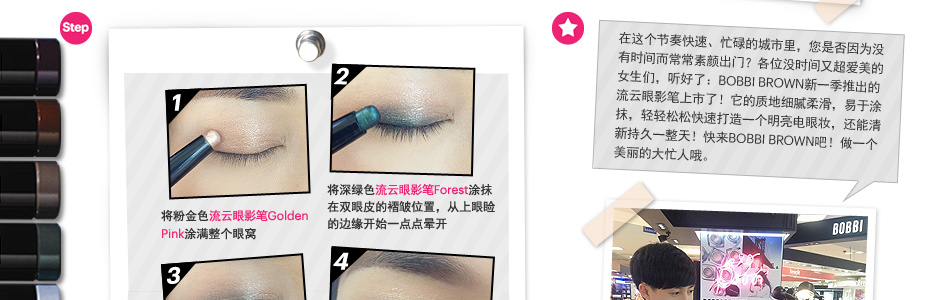 Step
1
2
将粉金色流云眼影笔Golden
Pink涂满整个眼窝
将深绿色流云眼影笔Forest涂抹
在双眼皮的褶皱位置，从上眼睑
的边缘开始一点点晕开
3
4
在这个节奏快速、忙碌的城市里，您是否因为没
有时间而常常素颜出门？各位没时间又超爱美的
女生们，听好了：BOBBI BROWN新一季推出的
流云眼影笔上市了！它的质地细腻柔滑，易于涂
抹，轻轻松松快速打造一个明亮电眼妆，还能清
新持久一整天！快来BOBBI BROWN吧！做一个
美丽的大忙人哦。
BOBBI